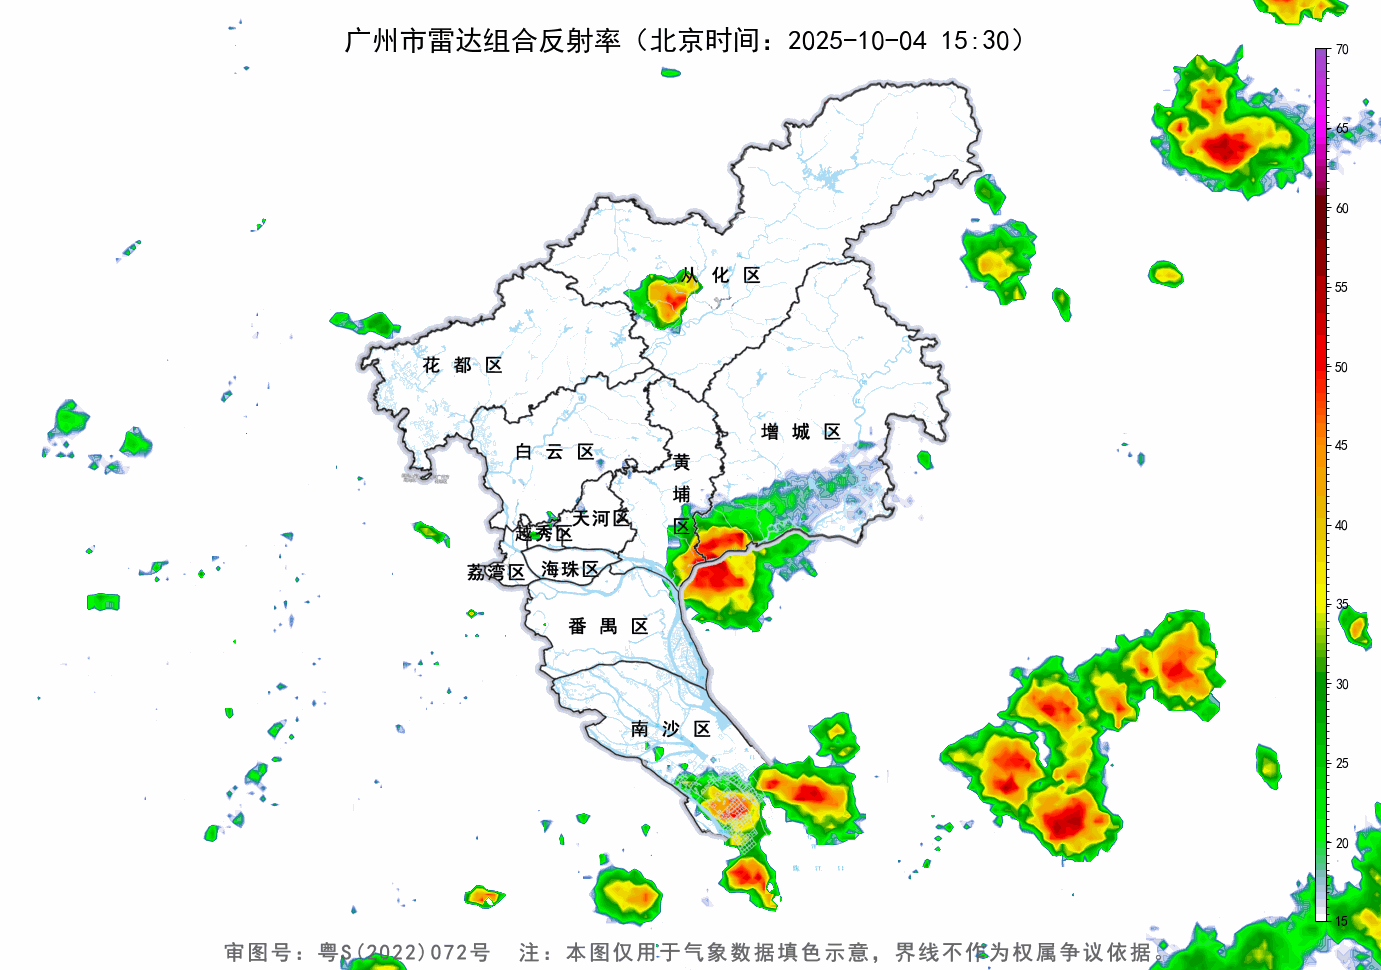 广州市雷达组合反射率（北京时间：2025-10-04 15:30）
70
65
60
55
50
45
40
35
30
25
20
15
从化区
花都区
增城区
白云区
黄埔区
天河区
越秀区
荔湾区
海珠区
番禺区
南沙区
审图号：粤S(2022)072号 注：本图仅用于气象数据填色示意，界线不作为权属争议依据。